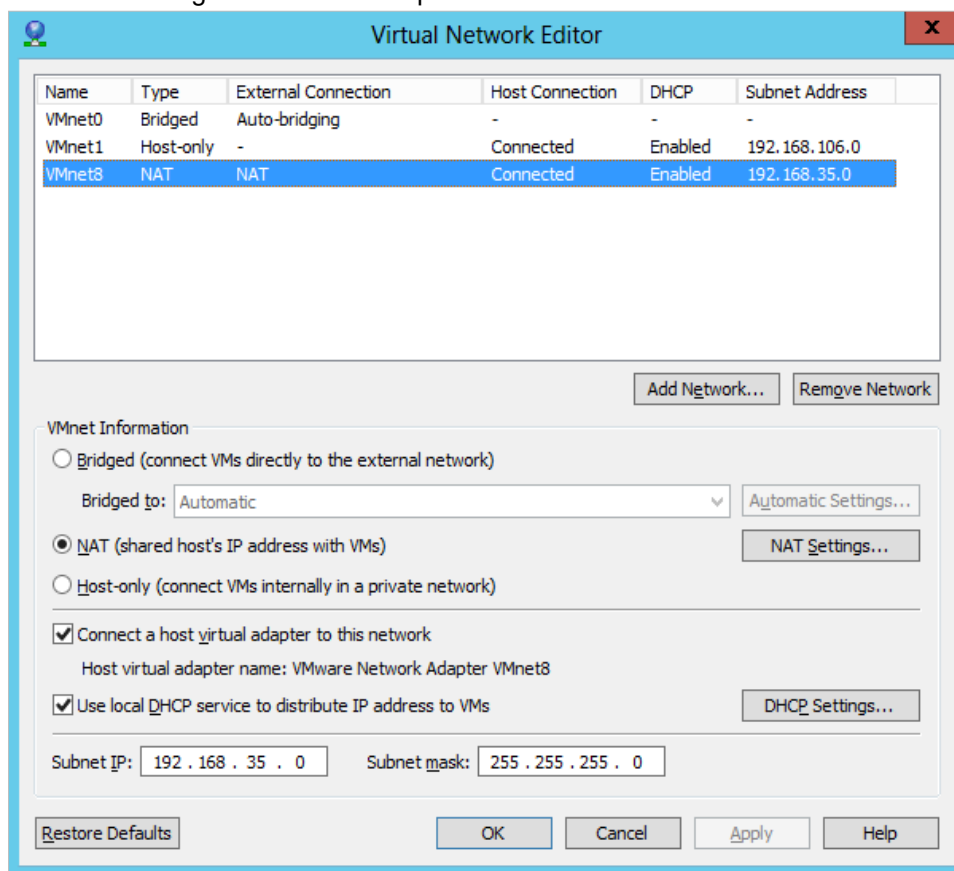 Virtual Network Editor
x
Name Type External Connection Host Connection DHCP Subnet Address
VMnet0 Bridged Auto-bridging - - -
VMnet1 Host-only - Connected Enabled 192.168.106.0
VMnet8 NAT NAT Connected Enabled 192.168.35.0
Add Network... Remove Network
VMnet Information
Bridged (connect VMs directly to the external network)
Bridged to: Automatic Automatic Settings...
NAT (shared host's IP address with VMs) NAT Settings...
Host-only (connect VMs internally in a private network)
Connect a host virtual adapter to this network
Host virtual adapter name: VMware Network Adapter VMnet8
Use local DHCP service to distribute IP address to VMs DHCP Settings...
Subnet IP: 192 . 168 . 35 . 0 Subnet mask: 255 . 255 . 255 . 0
Restore Defaults OK Cancel Apply Help